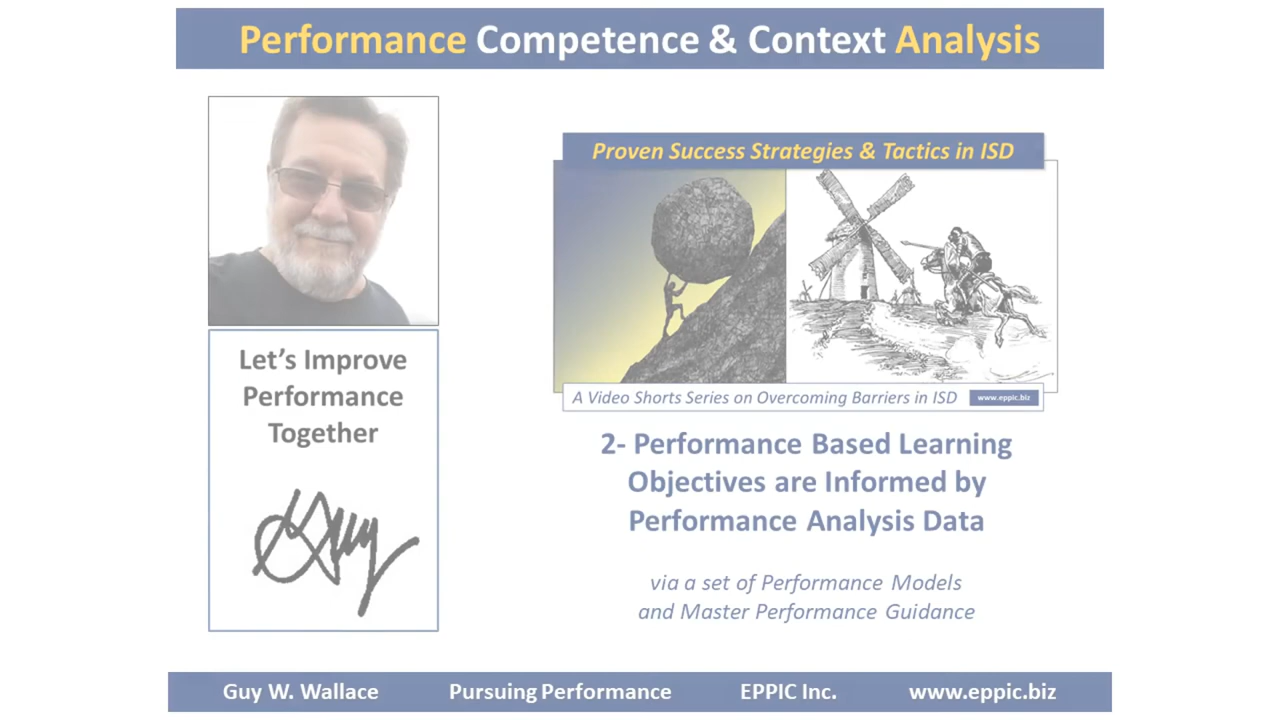 Performance Competence & Context Analysis
Proven Success Strategies & Tactics in ISD
A Video Shorts Series on Overcoming Barriers in ISD
www.eppic.biz
Let's Improve
Performance
Together
Guy
2- Performance Based Learning
Objectives are Informed by
Performance Analysis Data
via a set of Performance Models
and Master Performance Guidance
Guy W. Wallace Pursuing Performance EPPIC Inc. www.eppic.biz